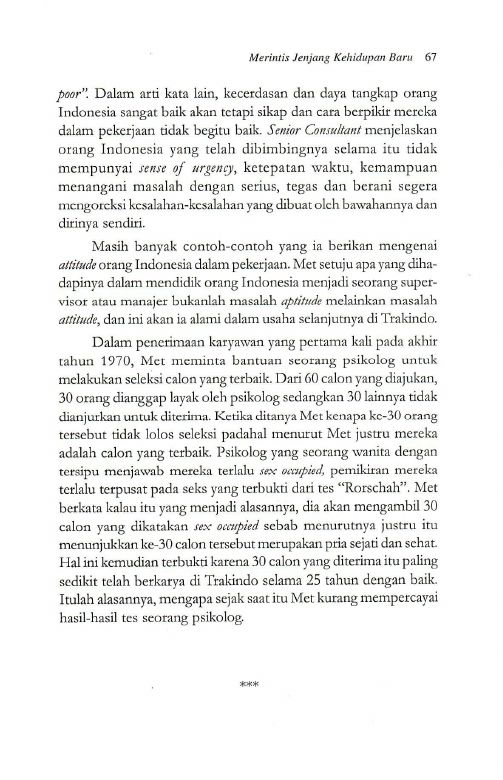 Merintis Jenjang Kehidupan Baru 67
poor". Dalam arti kata lain, kecerdasan dan daya tangkap orang
Indonesia sangat baik akan tetapi sikap dan cara berpikir mereka
dalam pekerjaan tidak begitu baik. Senior Consultant menjelaskan
orang Indonesia yang telah dibimbingnya selama itu tidak
mempunyai sense of urgency, ketepatan waktu, kemampuan
menangani masalah dengan serius, tegas dan berani segera
mengoreksi kesalahan-kesalahan yang dibuat oleh bawahannya dan
dirinya sendiri.
Masih banyak contoh-contoh yang ia berikan mengenai
attitude orang Indonesia dalam pekerjaan. Met setuju apa yang diha-
dapinya dalam mendidik orang Indonesia menjadi seorang super-
visor atau manajer bukanlah masalah aptitude melainkan masalah
attitude, dan ini akan ia alami dalam usaha selanjutnya di Trakindo.
Dalam penerimaan karyawan yang pertama kali pada akhir
tahun 1970, Met meminta bantuan seorang psikolog untuk
melakukan seleksi calon yang terbaik. Dari 60 calon yang diajukan,
30 orang dianggap layak oleh psikolog sedangkan 30 lainnya tidak
dianjurkan untuk diterima. Ketika ditanya Met kenapa ke-30 orang
tersebut tidak lolos seleksi padahal menurut Met justru mereka
adalah calon yang terbaik. Psikolog yang seorang wanita dengan
tersipu menjawab mereka terlalu sex occupied, pemikiran mereka
terlalu terpusat pada seks yang terbukti dari tes "Rorschah". Met
berkata kalau itu yang menjadi alasannya, dia akan mengambil 30
calon yang dikatakan sex occupied sebab menurutnya justru itu
menunjukkan ke-30 calon tersebut merupakan pria sejati dan sehat.
Hal ini kemudian terbukti karena 30 calon yang diterima itu paling
sedikit telah berkarya di Trakindo selama 25 tahun dengan baik.
Itulah alasannya, mengapa sejak saat itu Met kurang mempercayai
hasil-hasil tes seorang psikolog.
***